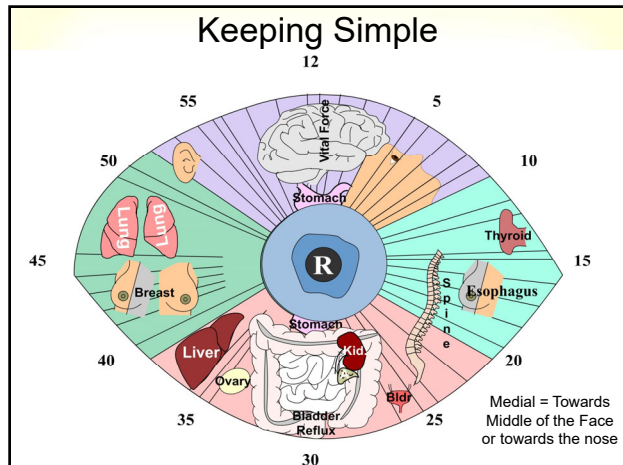 Keeping Simple
12
55
5
Vital Force
50
10
Stomach
Lung
Lung
Thyroid
45
R
15
Breast
Spine
Esophagus
Stomach
Liver
Kid
40
20
Ovary
Bldr
35
Bladder
Reflux
25
30
Medial = Towards
Middle of the Face
or towards the nose